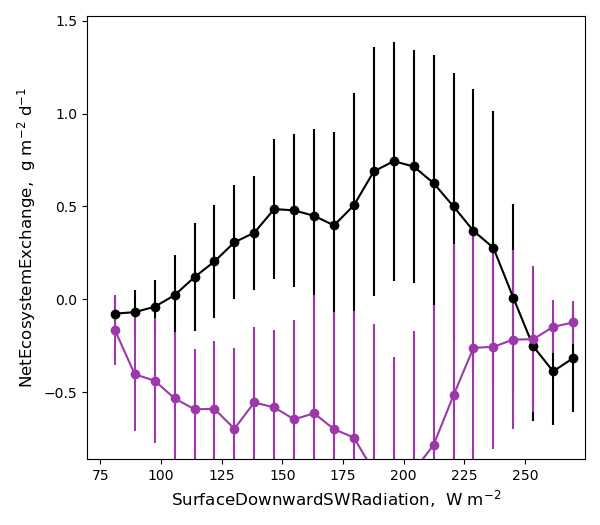 1.5
1.0
0.5
0.0
−0.5
NetEcosystemExchange, g m⁻² d⁻¹
75 100 125 150 175 200 225 250
SurfaceDownwardSWRadiation, W m⁻²